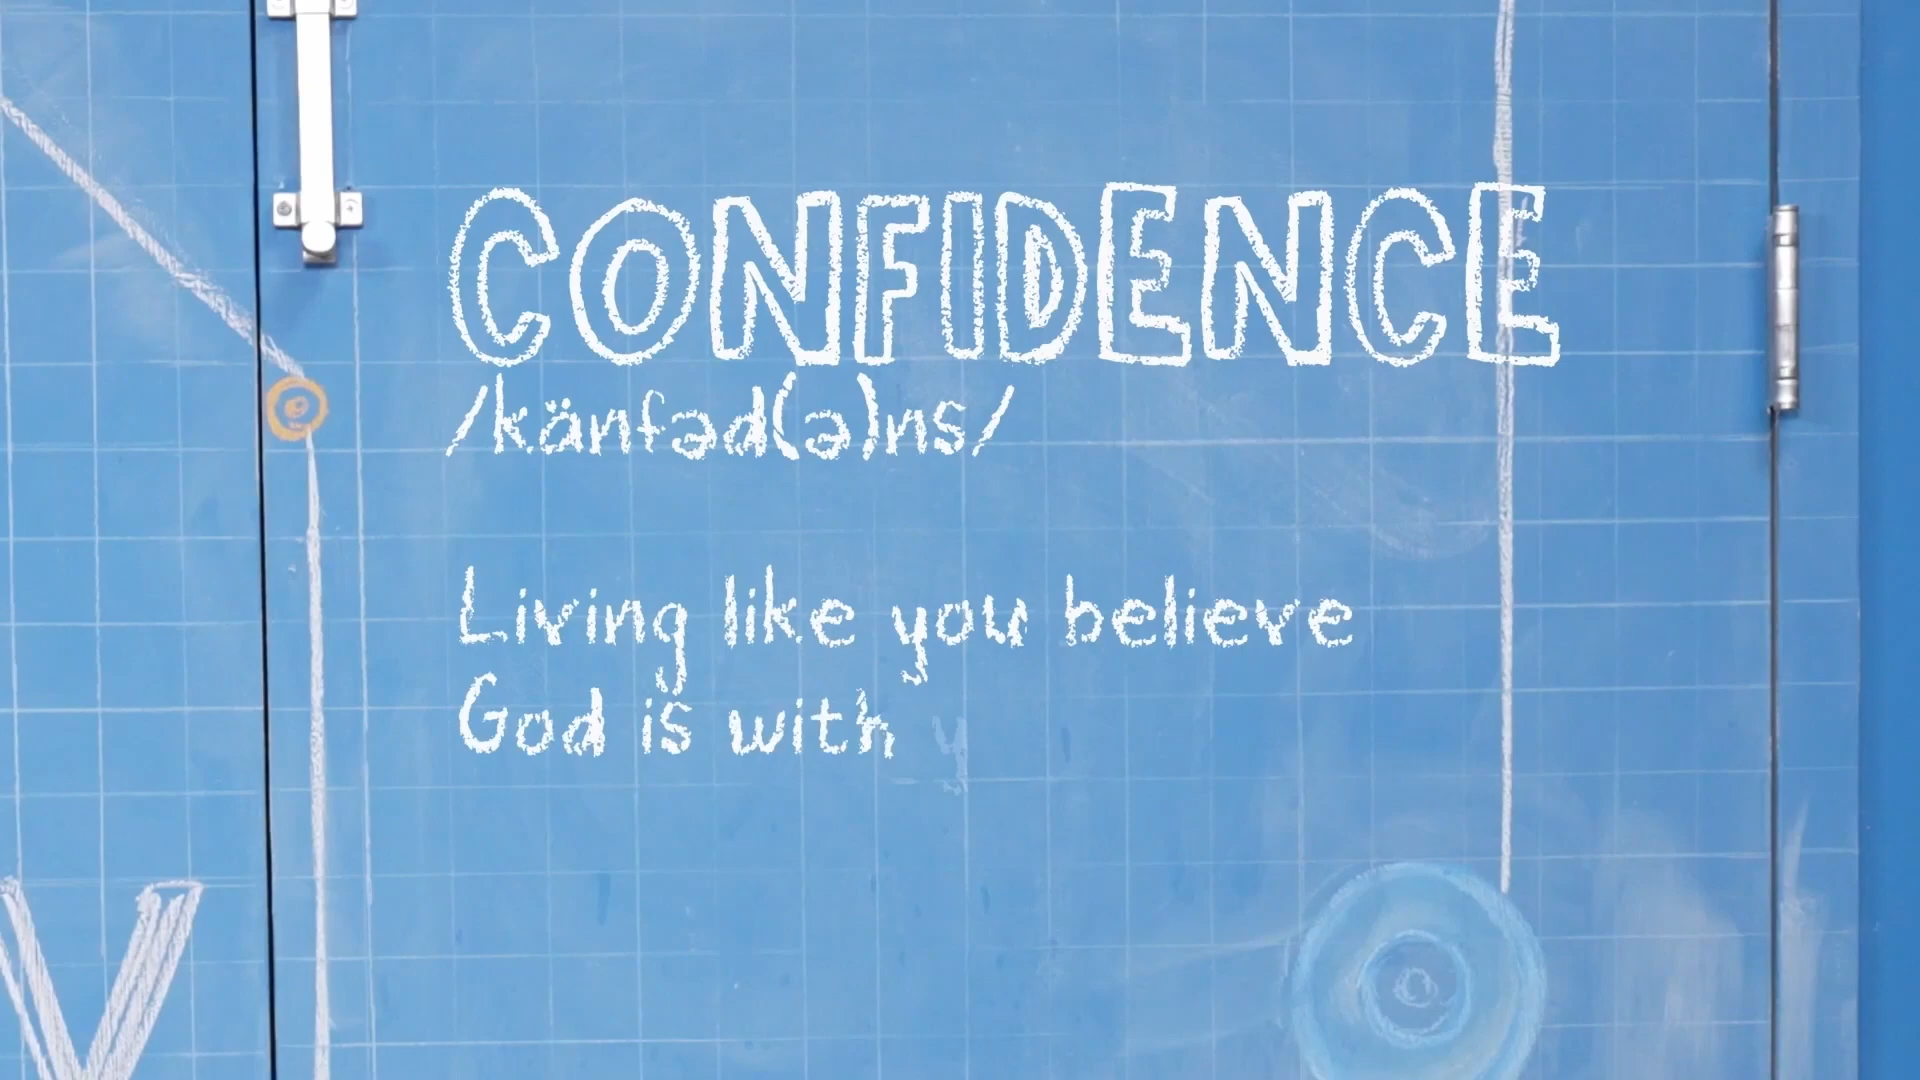 CONFIDENCE
/känfəd(ə)ns/
Living like you believe
God is with y
V